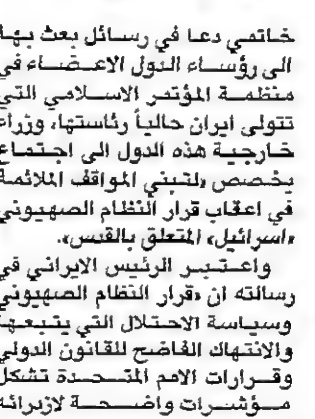 خاتمي دعا في رسائل بعث بها
الى رؤساء الدول الاعضاء في
منظمة المؤتمر الاسلامي التي
تتولى ايران حالياً رئاستها، وزراء
خارجية هذه الدول الى اجتماع
يخصص «لتبني المواقف الملائمة
في اعقاب قرار النظام الصهيوني
«اسرائيل» المتعلق بالقدس».
واعتبر الرئيس الايراني في
رسالته ان «قرار النظام الصهيوني
وسياسة الاحتلال التي يتبعها
والانتهاك الفاضح للقانون الدولي
وقرارات الامم المتحدة تشكل
مؤشرات واضحة لازدرائه